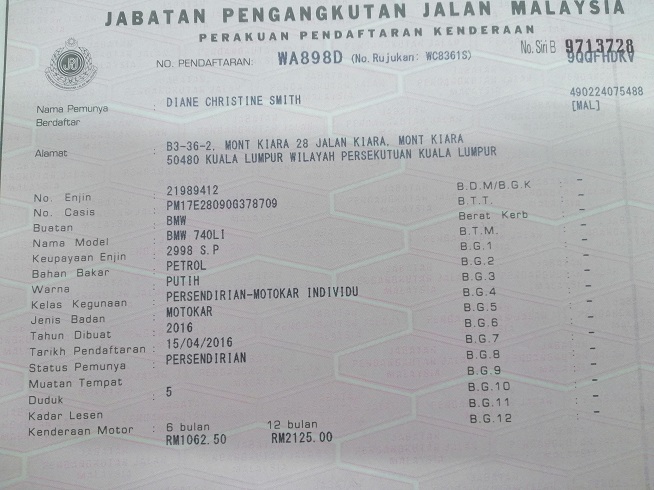 JABATAN PENGANGKUTAN JALAN MALAYSIA
PERAKUAN PENDAFTARAN KENDERAAN
No. Siri B 9713728
NO. PENDAFTARAN: WA898D (No. Rujukan: WC8361S) 9QQFHDKV
490224075488
[MAL]
Nama Pemunya Berdaftar : DIANE CHRISTINE SMITH
Alamat : B3-36-2, MONT KIARA 28 JALAN KIARA, MONT KIARA
50480 KUALA LUMPUR WILAYAH PERSEKUTUAN KUALA LUMPUR
No. Enjin : 21989412 B.D.M/B.G.K : -
No. Casis : PM17E28090G378709 B.T.T. : -
Buatan : BMW Berat Kerb : -
Nama Model : BMW 740LI B.T.M. : -
Keupayaan Enjin : 2998 S.P B.G.1 : -
Bahan Bakar : PETROL B.G.2 : -
Warna : PUTIH B.G.3 : -
Kelas Kegunaan : PERSENDIRIAN-MOTOKAR INDIVIDU B.G.4 : -
Jenis Badan : MOTOKAR B.G.5 : -
Tahun Dibuat : 2016 B.G.6 : -
Tarikh Pendaftaran : 15/04/2016 B.G.7 : -
Status Pemunya : PERSENDIRIAN B.G.8 : -
Muatan Tempat B.G.9 : -
Duduk : 5 B.G.10 : -
Kadar Lesen B.G.11 : -
Kenderaan Motor : 6 bulan 12 bulan B.G.12 : -
RM1062.50 RM2125.00